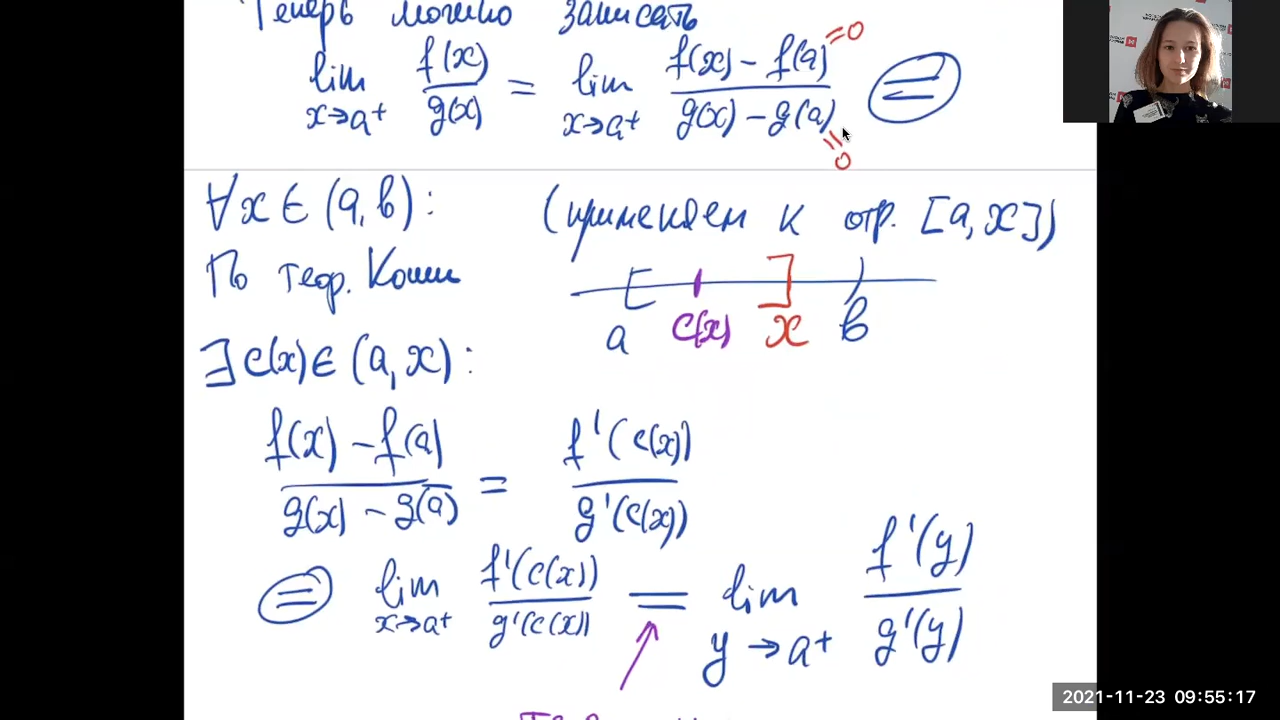 Теперь можно записать
lim x→a+ f(x)/g(x) = lim x→a+ (f(x) − f(a))/(g(x) − g(a)) =
=0
=0
∀x ∈ (a, b): (применяем к отр. [a, x])
По теор. Коши
a c(x) x b
∃ c(x) ∈ (a, x):
(f(x) − f(a))/(g(x) − g(a)) = f'(c(x))/g'(c(x))
= lim x→a+ f'(c(x))/g'(c(x)) = lim y→a+ f'(y)/g'(y)
2021-11-23 09:55:17